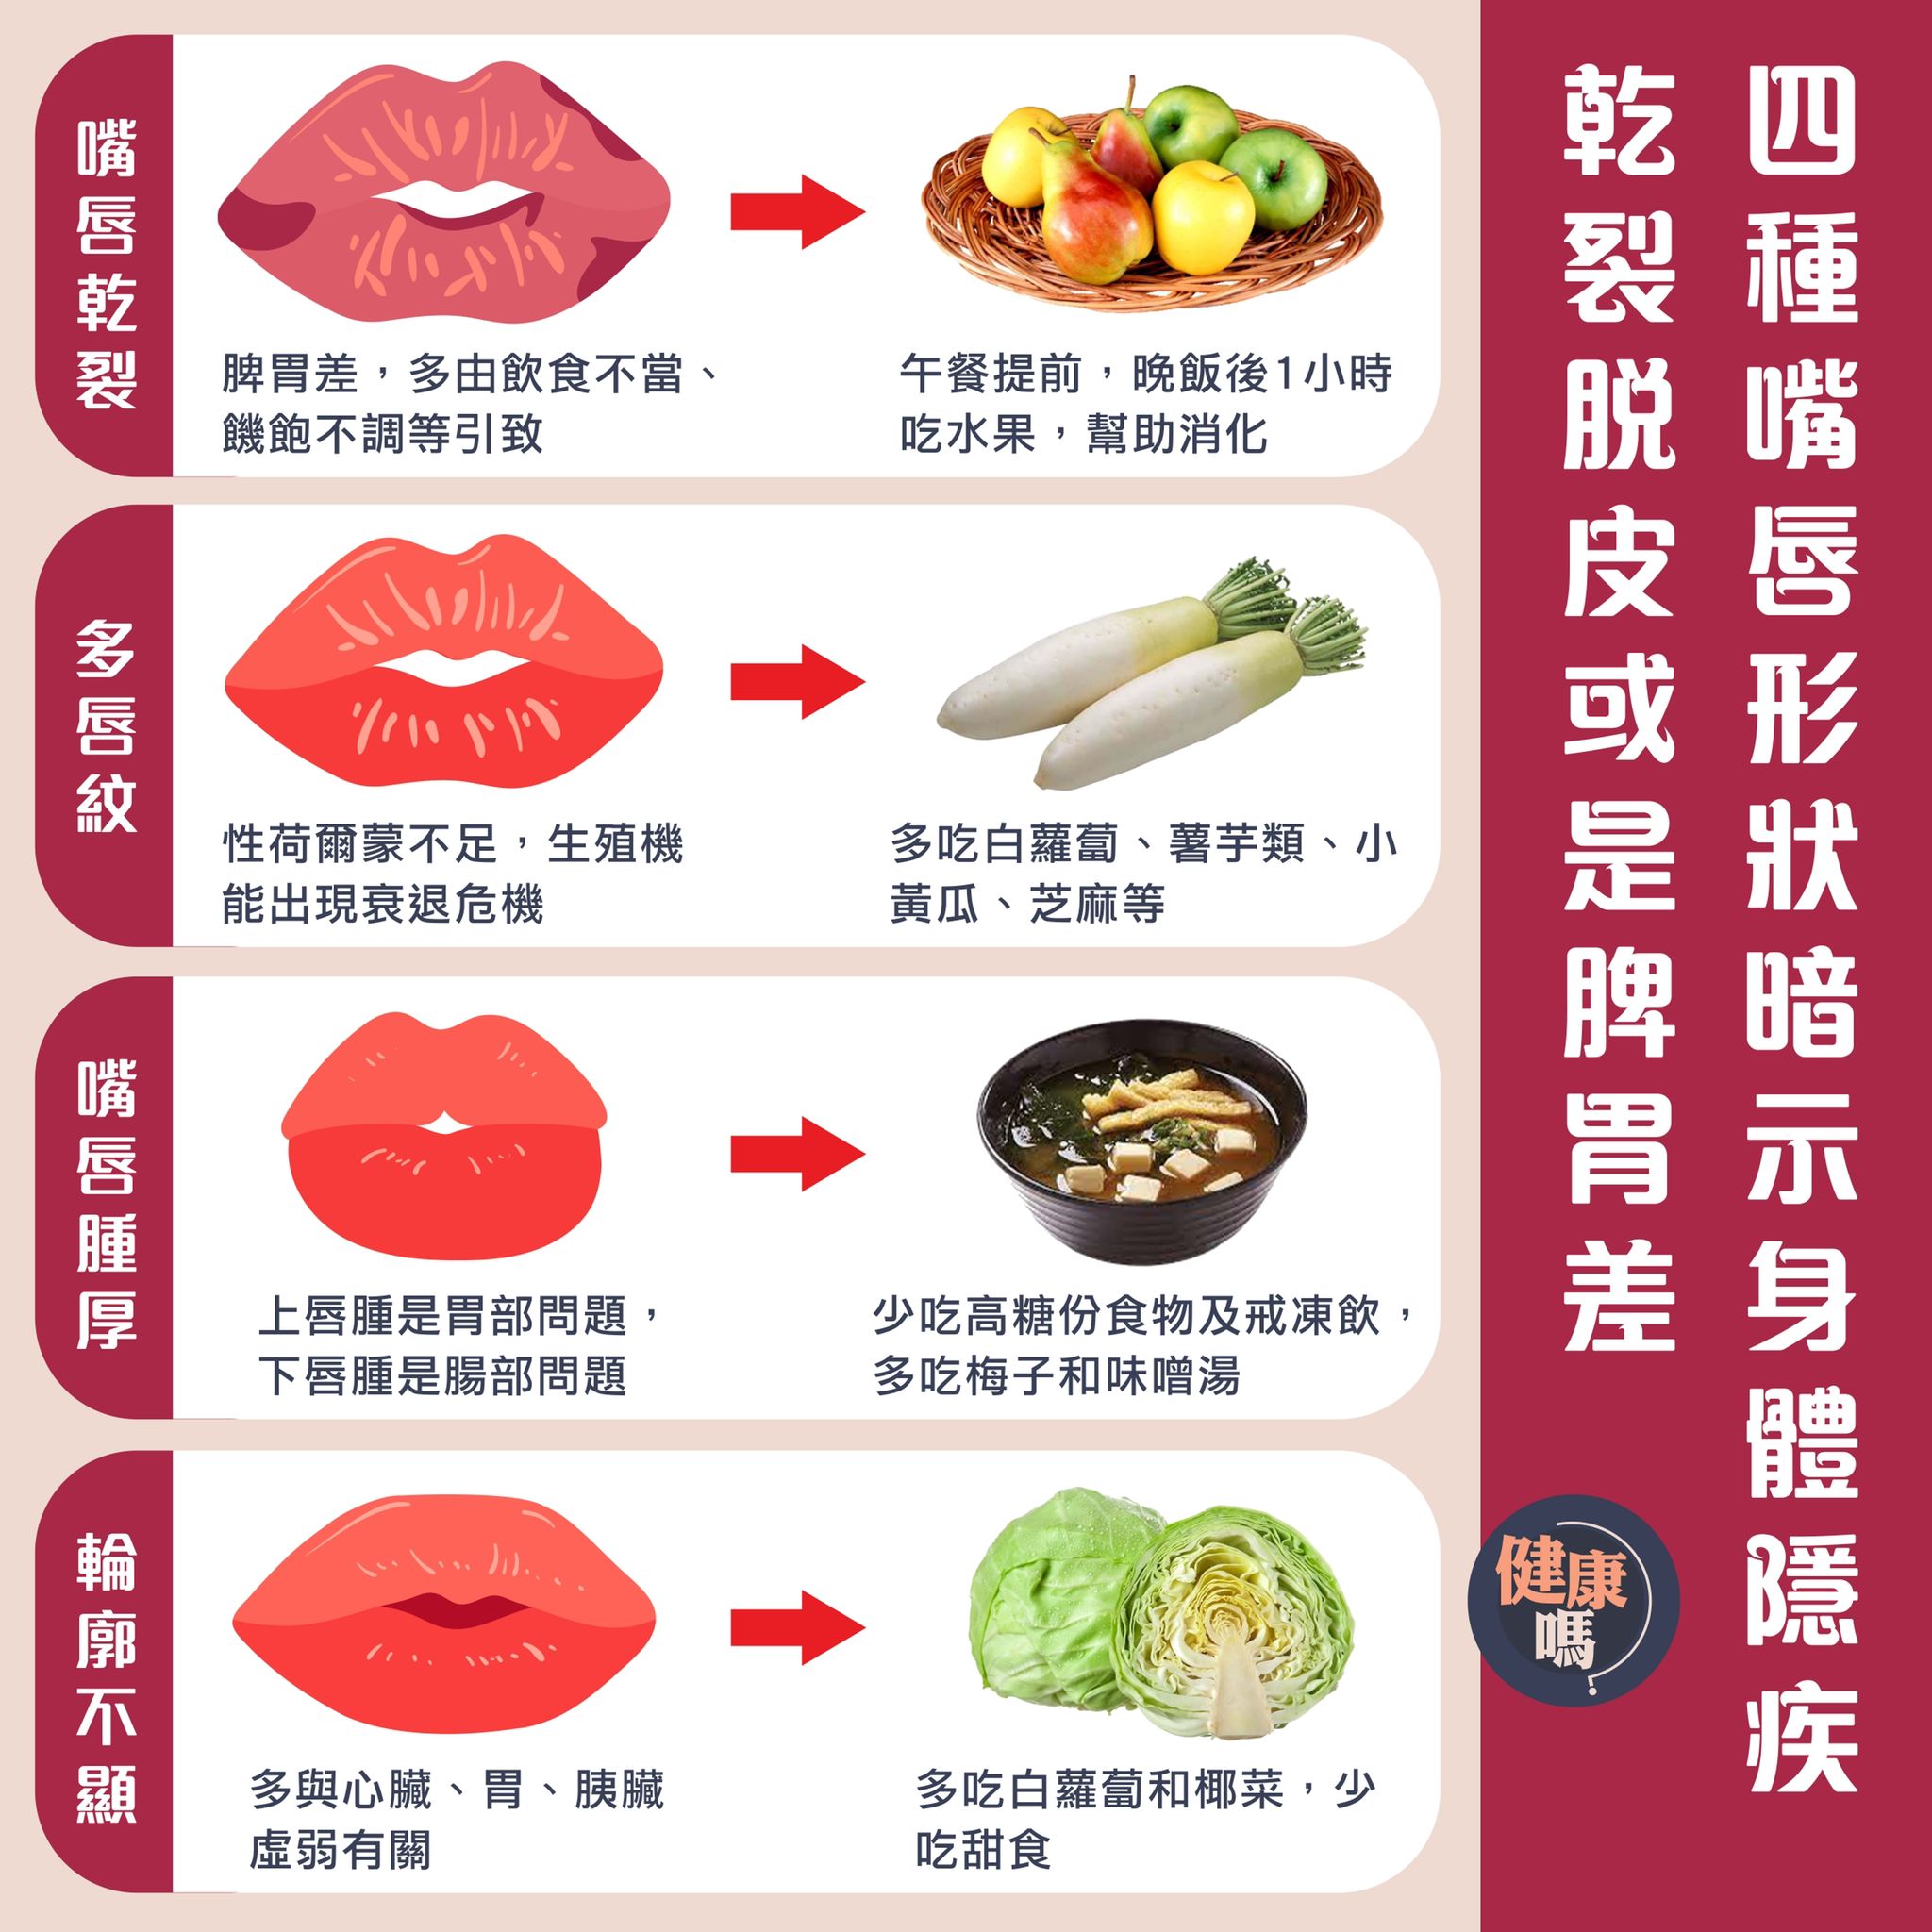 四種嘴唇形狀暗示身體隱疾
乾裂脫皮或是脾胃差
嘴唇乾裂
脾胃差，多由飲食不當、
饑飽不調等引致
午餐提前，晚飯後1小時
吃水果，幫助消化
多唇紋
性荷爾蒙不足，生殖機
能出現衰退危機
多吃白蘿蔔、薯芋類、小
黃瓜、芝麻等
嘴唇腫厚
上唇腫是胃部問題，
下唇腫是腸部問題
少吃高糖份食物及戒凍飲，
多吃梅子和味噌湯
輪廓不顯
多與心臟、胃、胰臟
虛弱有關
多吃白蘿蔔和椰菜，少
吃甜食
健康
嗎?